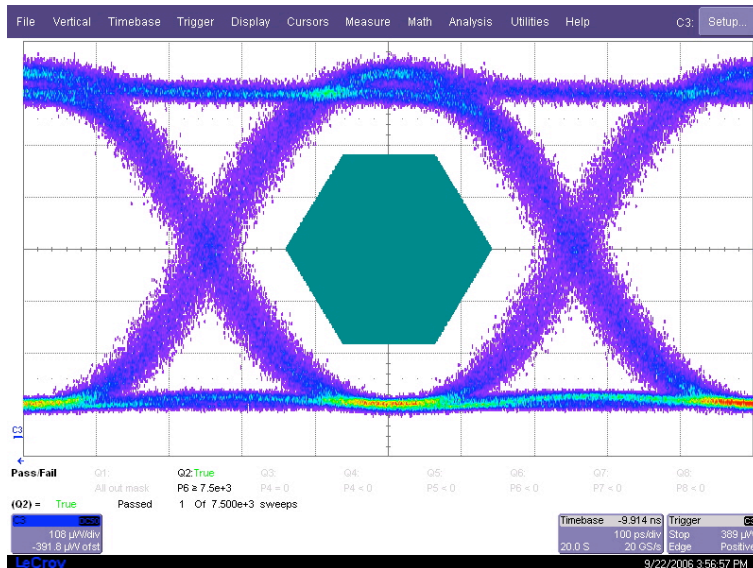 File Vertical Timebase Trigger Display Cursors Measure Math Analysis Utilities Help C3: Setup...
C3
Pass/Fail Q1: Q2:True Q3: Q4: Q5: Q6: Q7: Q8:
All out mask P6 ≥ 7.5e+3 P4 = 0 P4 < 0 P5 < 0 P6 < 0 P7 < 0 P8 < 0
(Q2) = True Passed 1 Of 7.500e+3 sweeps
C3
108 µW/div
-391.8 µW ofst
Timebase -9.914 ns Trigger C3
100 ps/div Stop 389 µW
20.0 S 20 GS/s Edge Positive
LeCroy 9/22/2006 3:56:57 PM